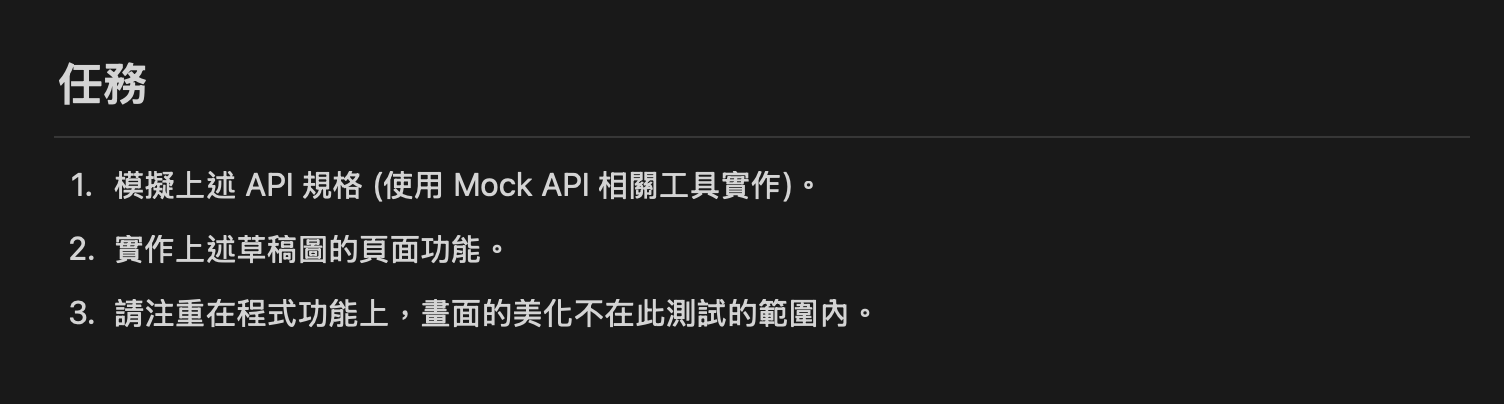 任務
1. 模擬上述 API 規格 (使用 Mock API 相關工具實作)。
2. 實作上述草稿圖的頁面功能。
3. 請注重在程式功能上，畫面的美化不在此測試的範圍內。